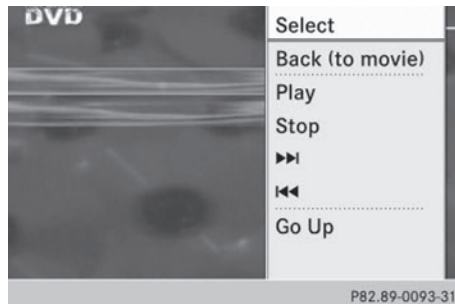 DVD
Select
Back (to movie)
Play
Stop
▶▶I
I◀◀
Go Up
P82.89-0093-31